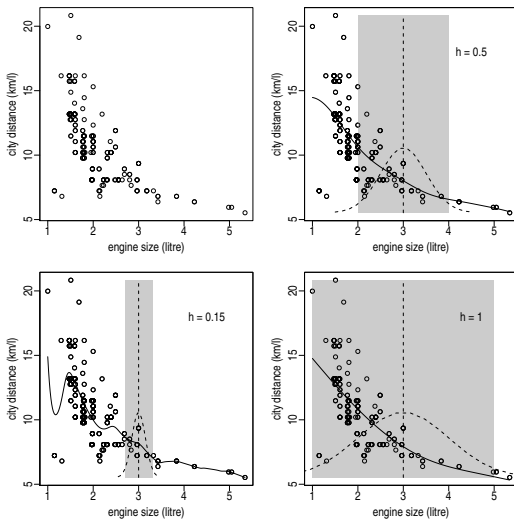 20
15
10
5
city distance (km/l)
1 2 3 4 5
engine size (litre)
h = 0.5
20
15
10
5
city distance (km/l)
1 2 3 4 5
engine size (litre)
h = 0.15
20
15
10
5
city distance (km/l)
1 2 3 4 5
engine size (litre)
h = 1
20
15
10
5
city distance (km/l)
1 2 3 4 5
engine size (litre)